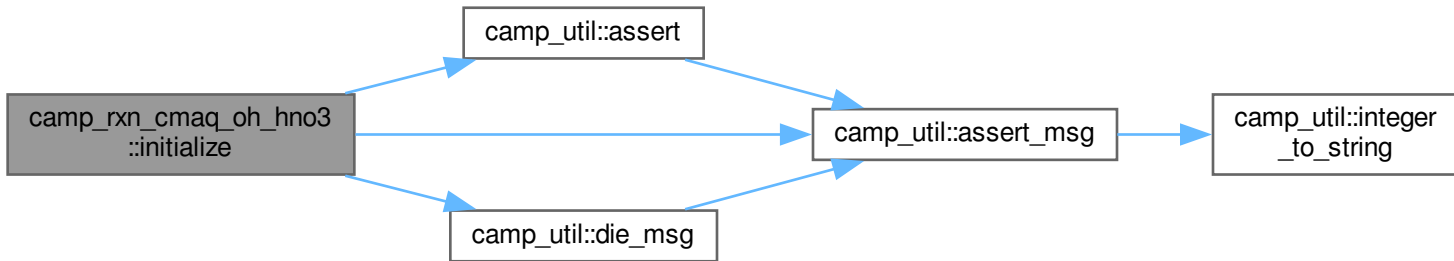 camp_rxn_cmaq_oh_hno3
::initialize
camp_util::assert
camp_util::die_msg
camp_util::assert_msg
camp_util::integer
_to_string